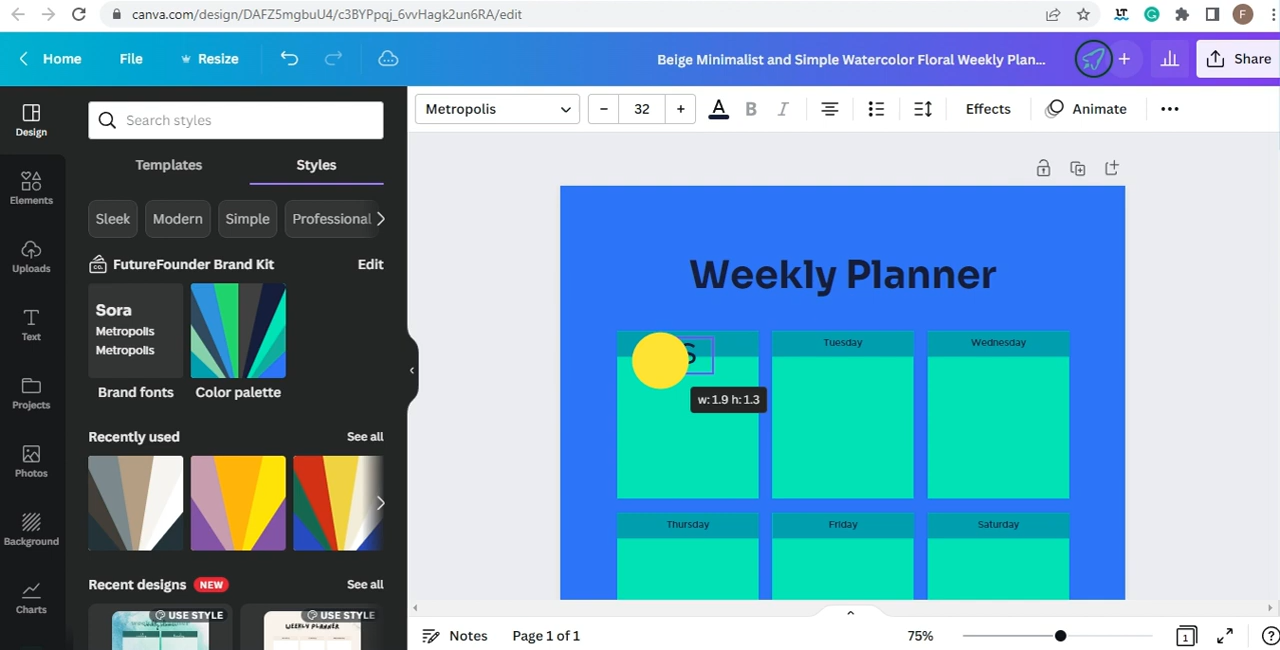 canva.com/design/DAFZ5mgbuU4/c3BYPpqj_6vvHagk2un6RA/edit
LT
G
F
Home File Resize
Beige Minimalist and Simple Watercolor Floral Weekly Plan...
+
Share
Design
Elements
Uploads
Text
Projects
Photos
Background
Charts
Search styles
Templates Styles
Sleek Modern Simple Professional
CO.
FutureFounder Brand Kit Edit
Sora
Metropolis
Metropolis
Brand fonts Color palette
Recently used See all
Recent designs NEW See all
USE STYLE USE STYLE
WEEKLY PLANNER
Metropolis – 32 + A B I Effects Animate
Weekly Planner
S
w: 1.9 h: 1.3
Tuesday Wednesday
Thursday Friday Saturday
Notes Page 1 of 1 75% 1 ?